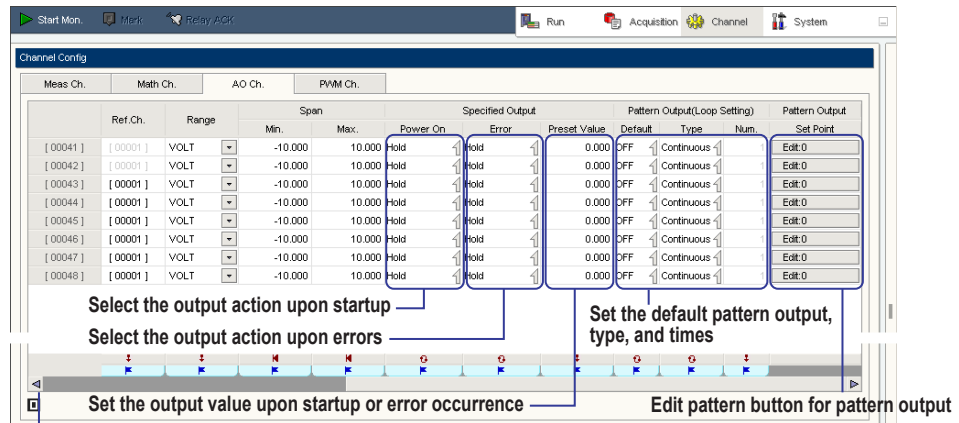 Start Mon. Mark Relay ACK Run Acquisition Channel System
Channel Config
Meas Ch. Math Ch. AO Ch. PWM Ch.
Ref.Ch. Range Span Specified Output Pattern Output(Loop Setting) Pattern Output
Min. Max. Power On Error Preset Value Default Type Num. Set Point
[ 00041 ] [ 00001 ] VOLT -10.000 10.000 Hold Hold 0.000 OFF Continuous 1 Edit:0
[ 00042 ] [ 00001 ] VOLT -10.000 10.000 Hold Hold 0.000 OFF Continuous 1 Edit:0
[ 00043 ] [ 00001 ] VOLT -10.000 10.000 Hold Hold 0.000 OFF Continuous 1 Edit:0
[ 00044 ] [ 00001 ] VOLT -10.000 10.000 Hold Hold 0.000 OFF Continuous 1 Edit:0
[ 00045 ] [ 00001 ] VOLT -10.000 10.000 Hold Hold 0.000 OFF Continuous 1 Edit:0
[ 00046 ] [ 00001 ] VOLT -10.000 10.000 Hold Hold 0.000 OFF Continuous 1 Edit:0
[ 00047 ] [ 00001 ] VOLT -10.000 10.000 Hold Hold 0.000 OFF Continuous 1 Edit:0
[ 00048 ] [ 00001 ] VOLT -10.000 10.000 Hold Hold 0.000 OFF Continuous 1 Edit:0
Select the output action upon startup
Select the output action upon errors
Set the default pattern output,
type, and times
Set the output value upon startup or error occurrence
Edit pattern button for pattern output